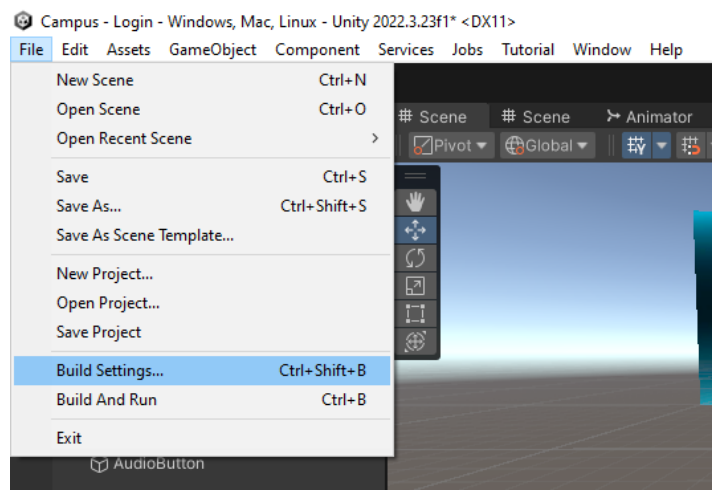 Campus - Login - Windows, Mac, Linux - Unity 2022.3.23f1* <DX11>
File Edit Assets GameObject Component Services Jobs Tutorial Window Help
New Scene Ctrl+N
Open Scene Ctrl+O
Open Recent Scene
Save Ctrl+S
Save As... Ctrl+Shift+S
Save As Scene Template...
New Project...
Open Project...
Save Project
Build Settings... Ctrl+Shift+B
Build And Run Ctrl+B
Exit
Scene Scene Animator
Pivot Global
AudioButton